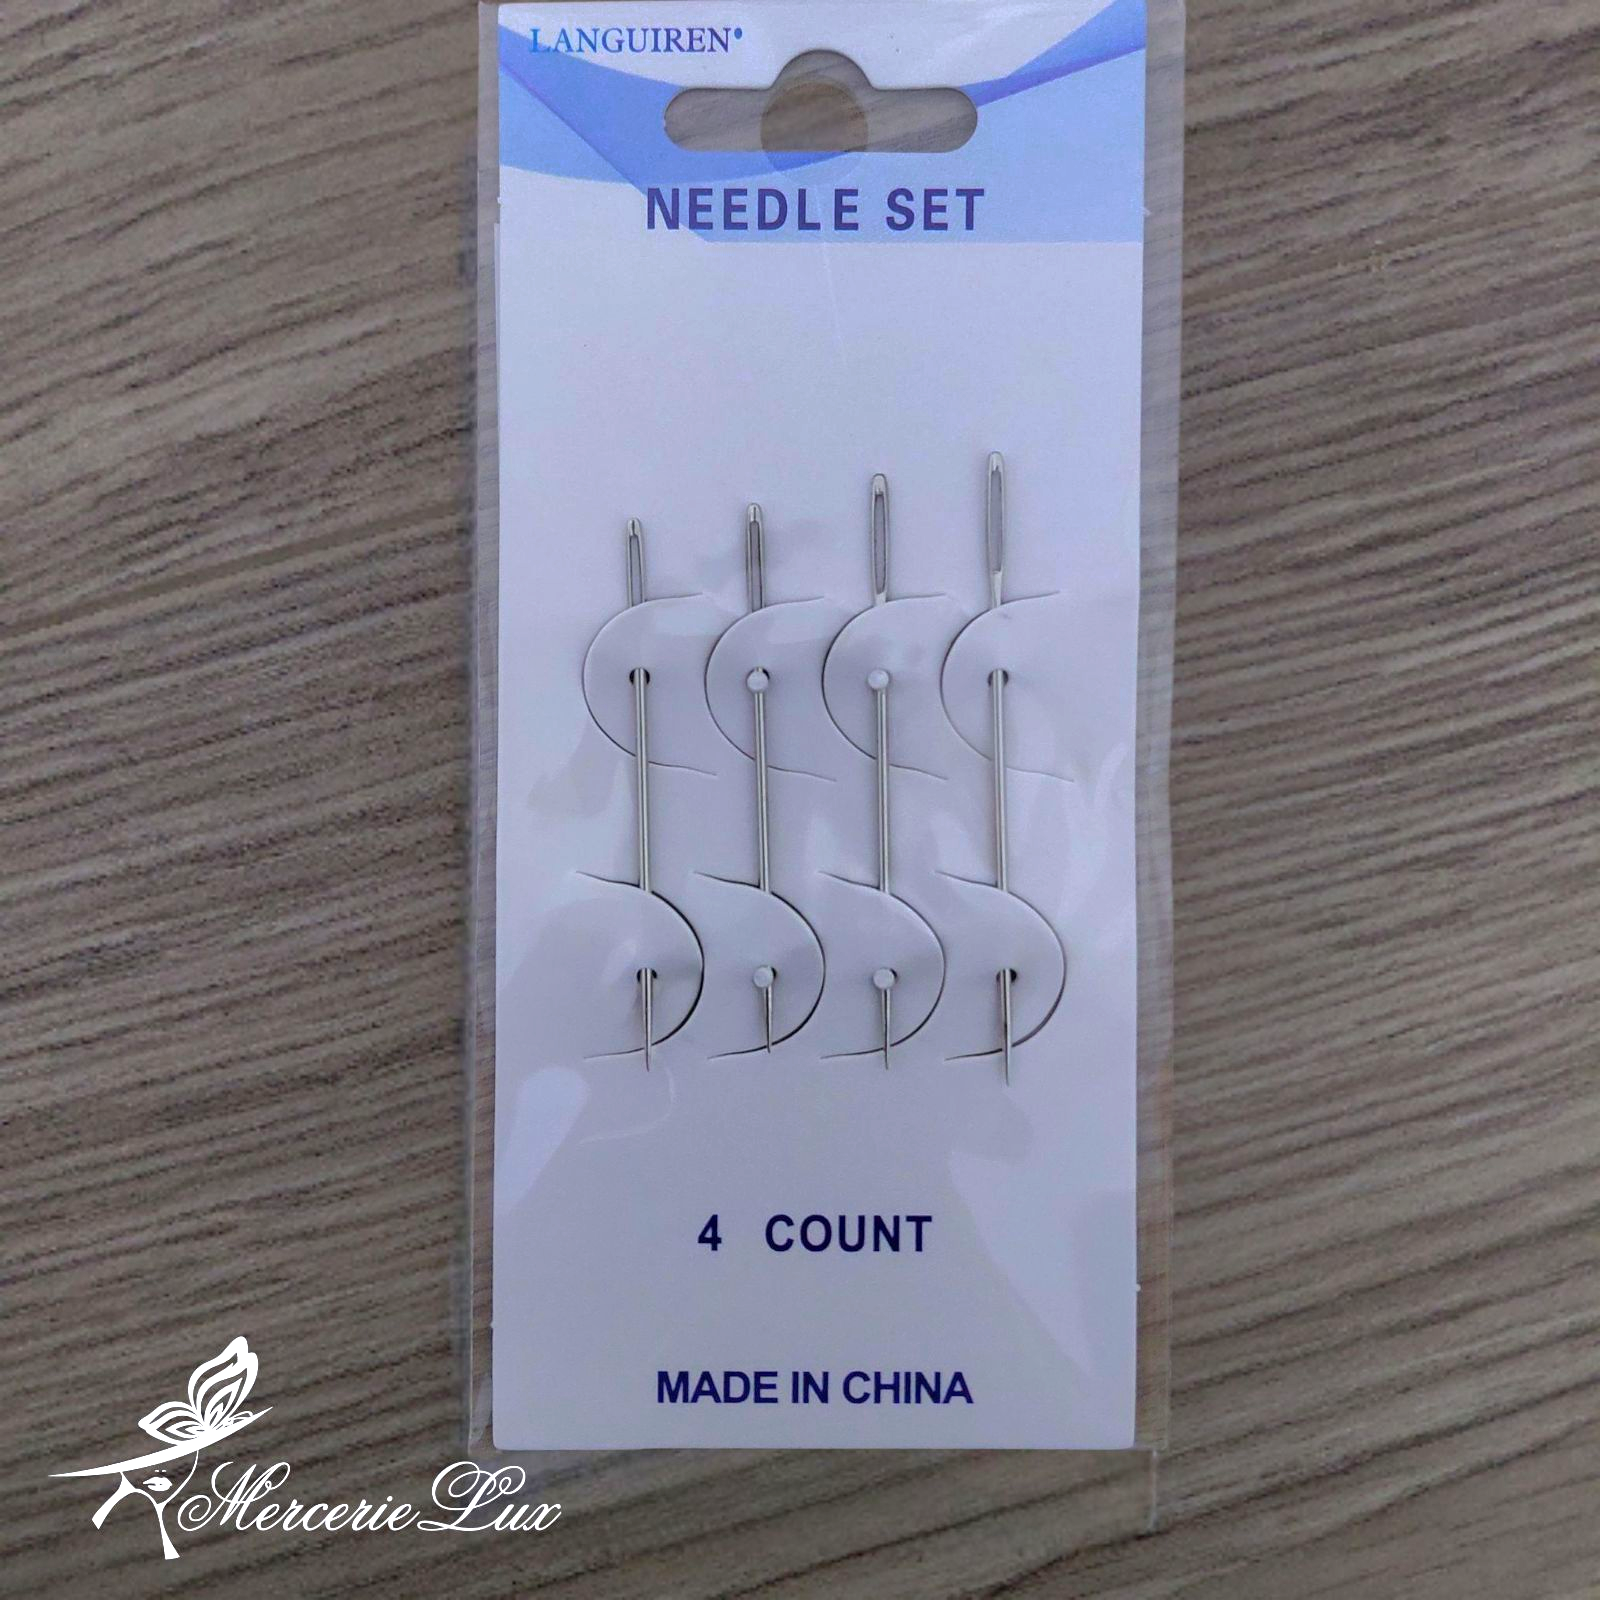 LANGUIREN®
NEEDLE SET
4 COUNT
MADE IN CHINA
Mercerie Lux